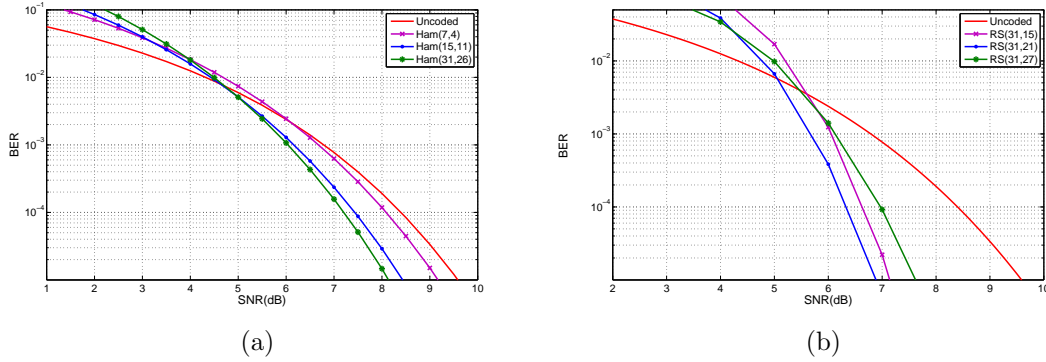 10^-1
10^-2
10^-3
10^-4
BER
1 2 3 4 5 6 7 8 9 10
SNR(dB)
Uncoded
Ham(7,4)
Ham(15,11)
Ham(31,26)
(a)
10^-2
10^-3
10^-4
BER
2 3 4 5 6 7 8 9 10
SNR(dB)
Uncoded
RS(31,15)
RS(31,21)
RS(31,27)
(b)